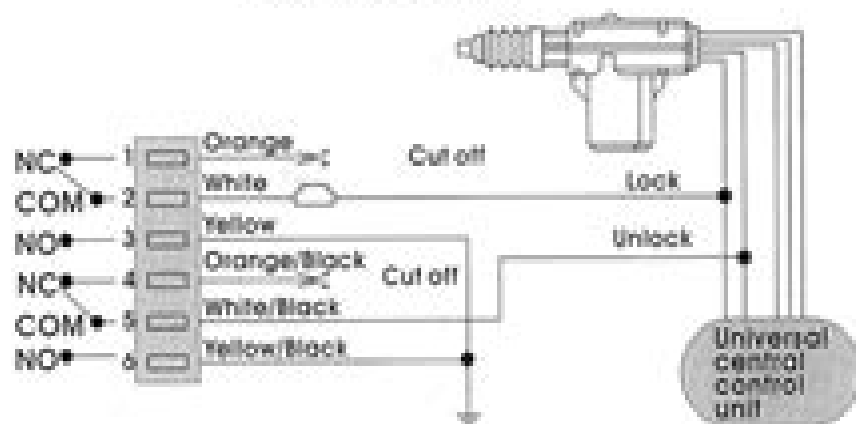 NC 1 Orange Cut off
COM 2 White Lock
NO 3 Yellow
Unlock
NC 4 Orange/Black Cut off
COM 5 White/Black
NO 6 Yellow/Black
Universal
central
control
unit